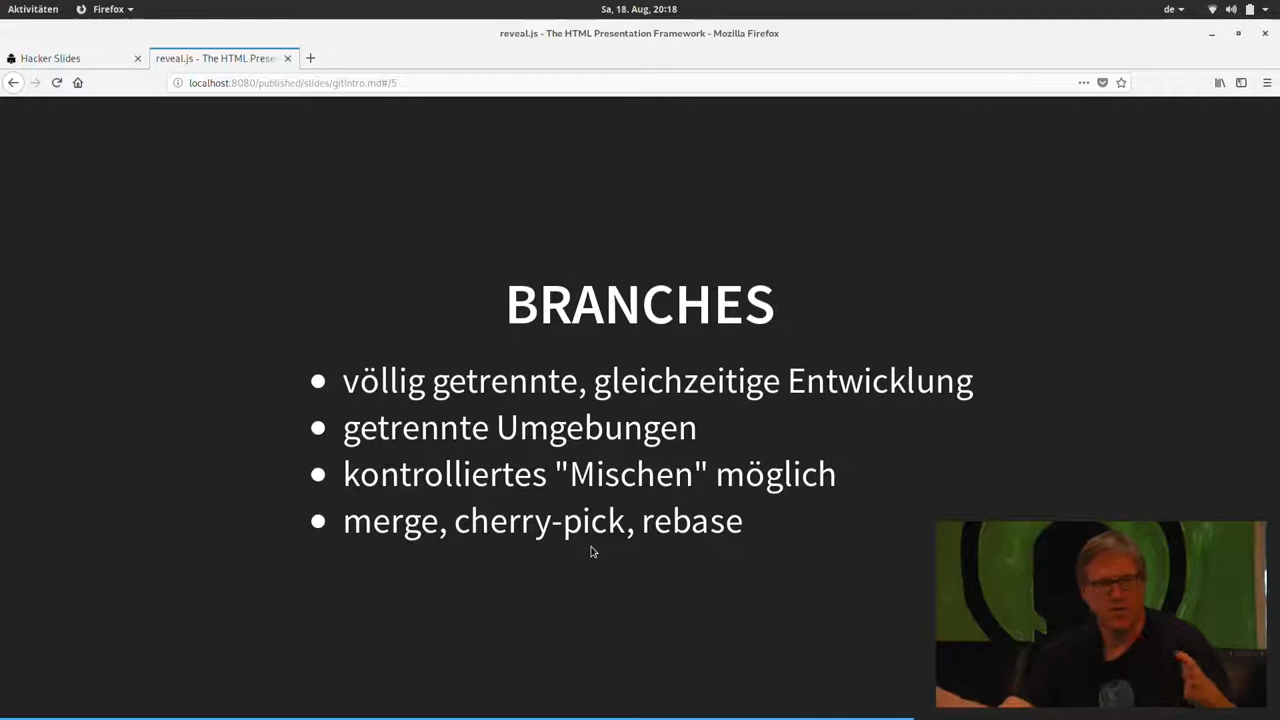 Aktivitäten
Firefox
Sa, 18. Aug, 20:18
de
reveal.js - The HTML Presentation Framework - Mozilla Firefox
Hacker Slides
reveal.js - The HTML Prese
localhost:8080/published/slides/gitintro.md#/5
BRANCHES
völlig getrennte, gleichzeitige Entwicklung
getrennte Umgebungen
kontrolliertes "Mischen" möglich
merge, cherry-pick, rebase